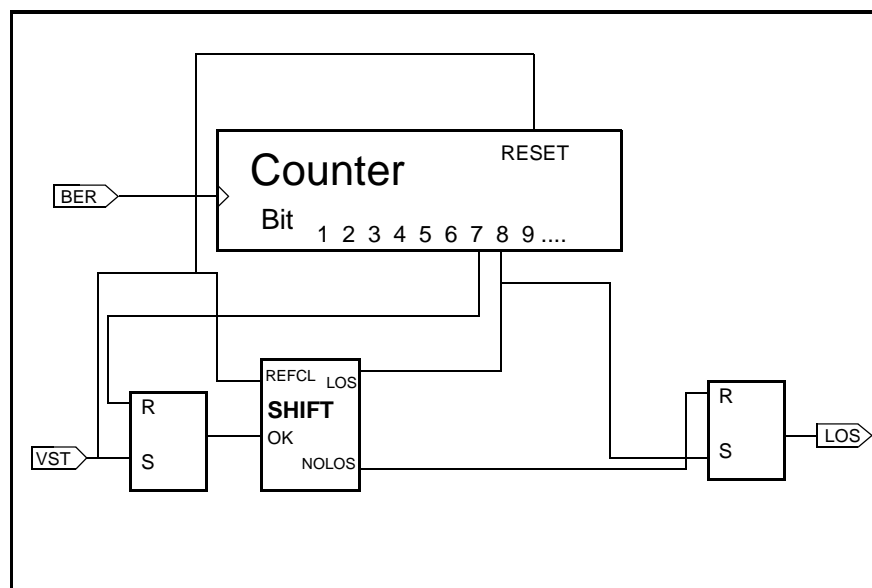 RESET
Counter
BER
Bit
1 2 3 4 5 6 7 8 9 ....
REFCL
LOS
R
R
SHIFT
OK
LOS
VST
S
NOLOS
S